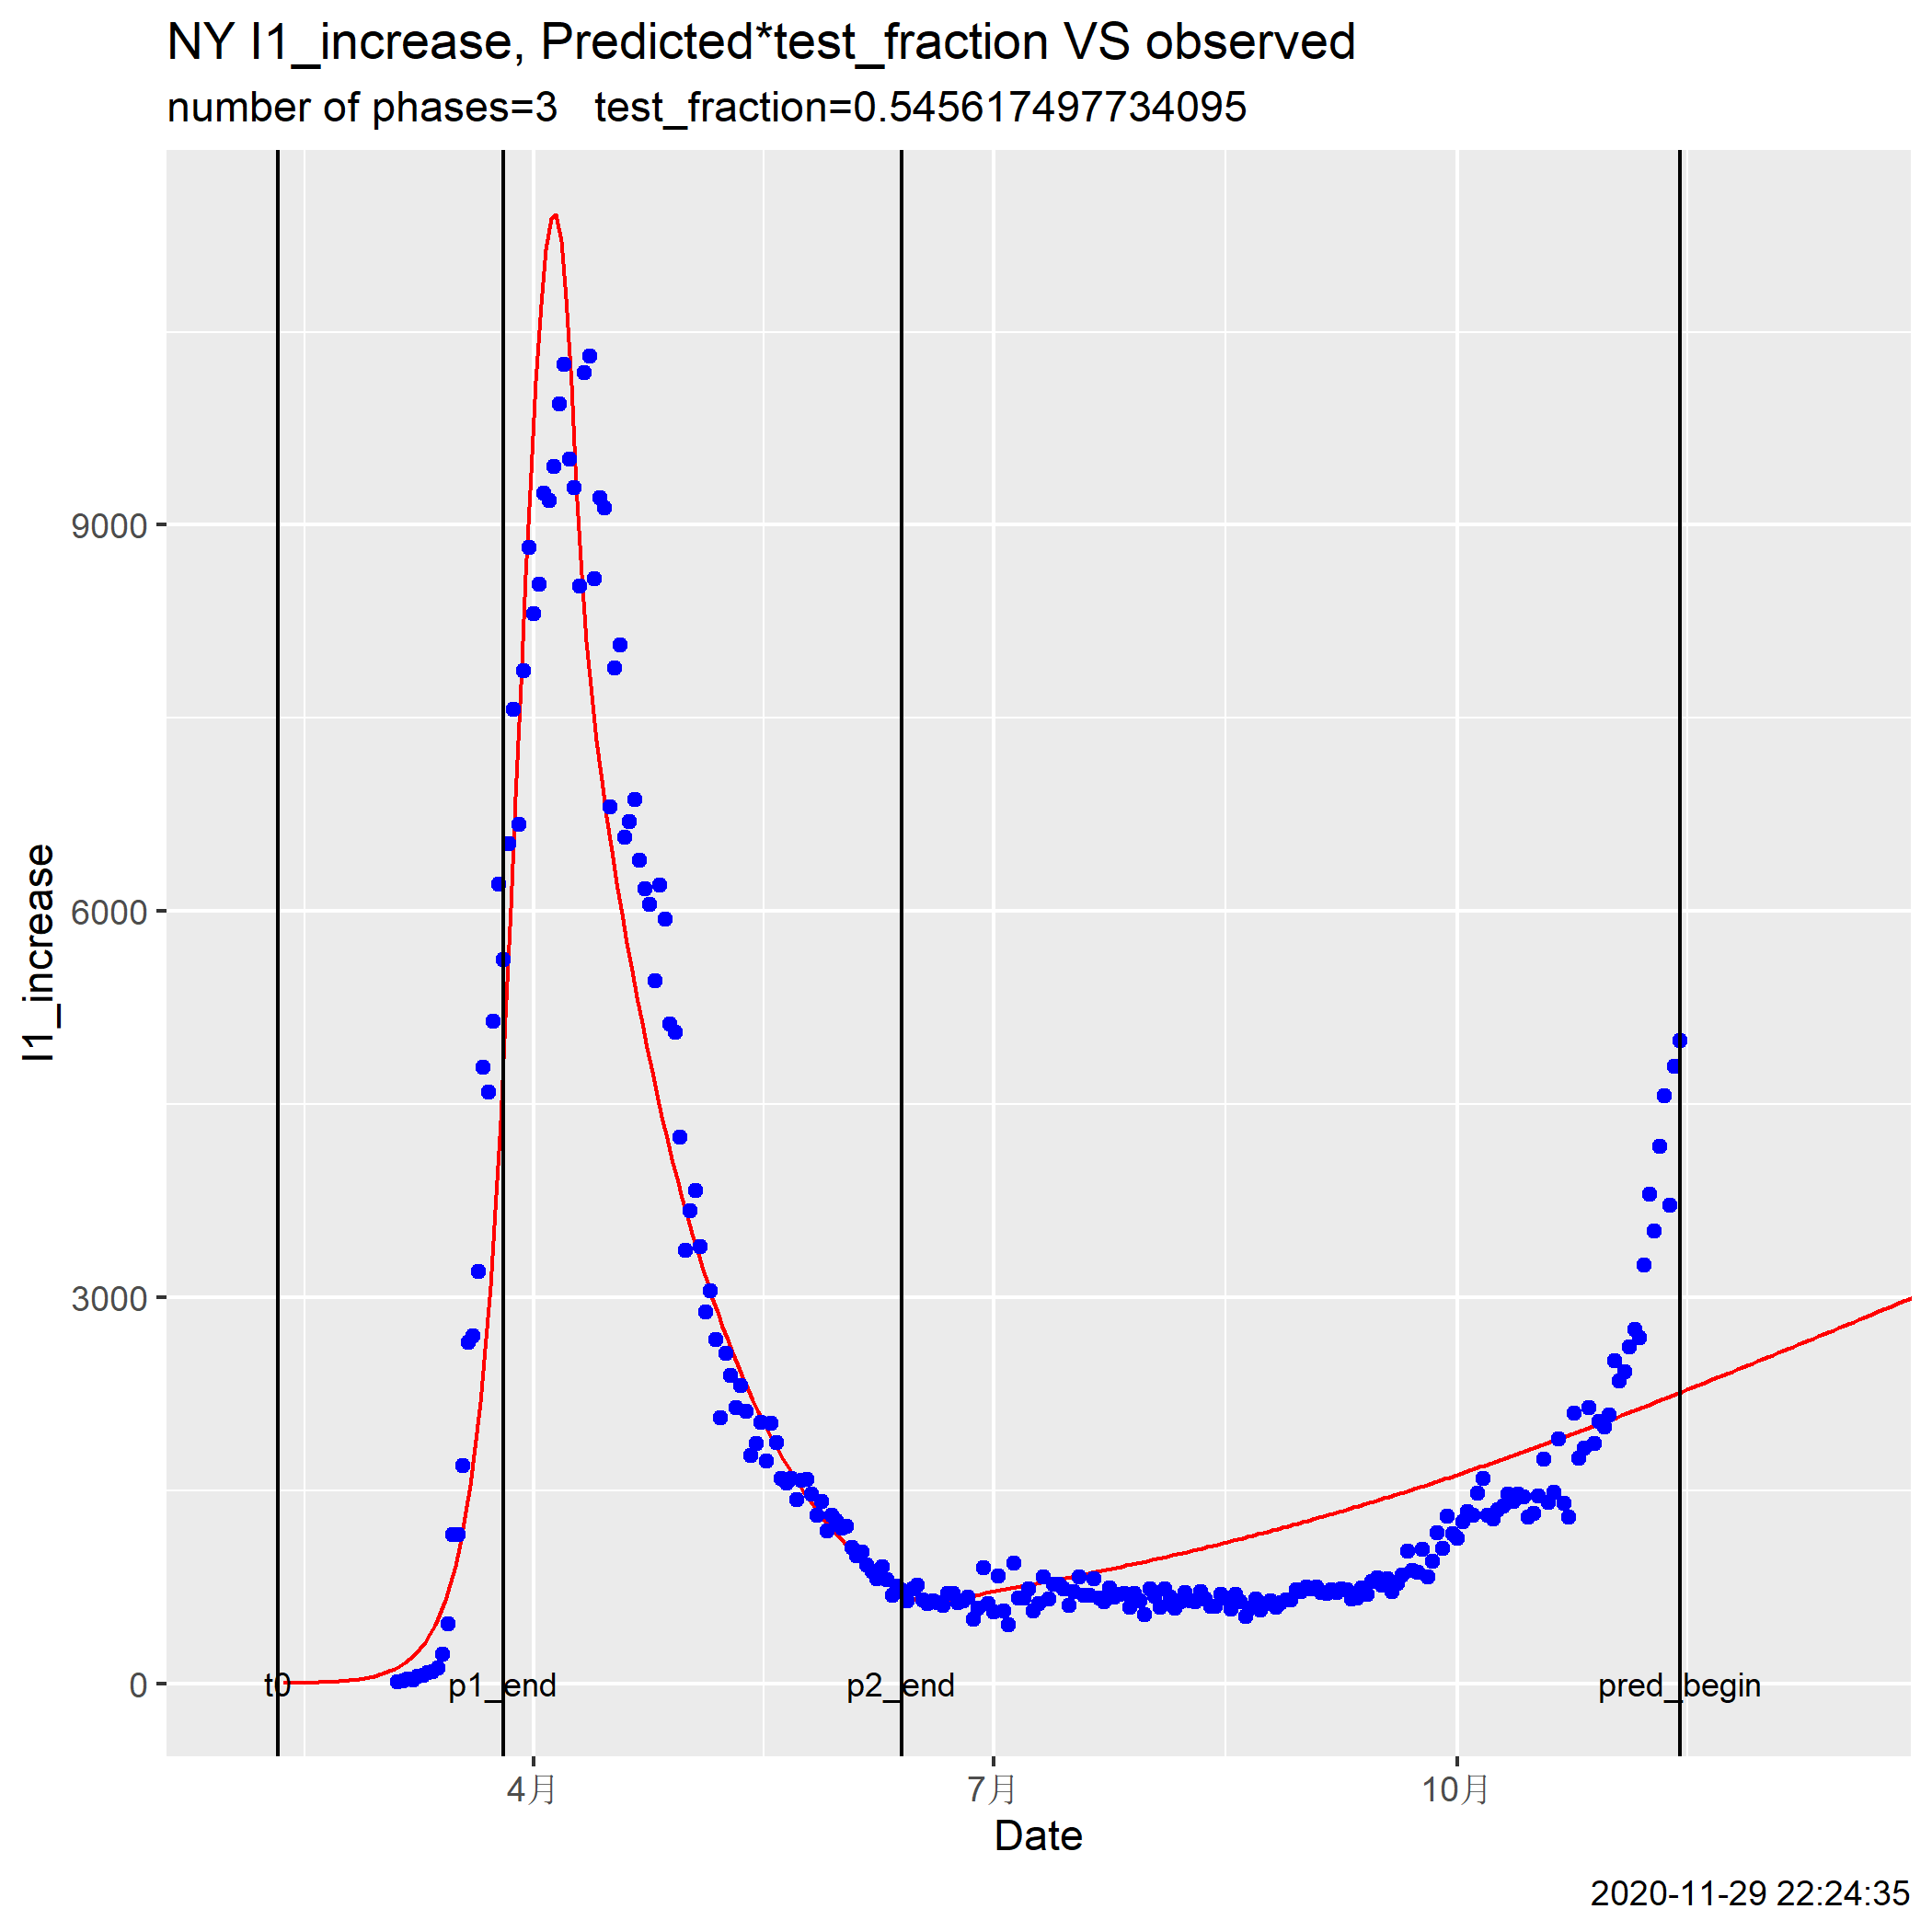 NY I1_increase, Predicted*test_fraction VS observed
number of phases=3   test_fraction=0.545617497734095
I1_increase
9000
6000
3000
0
t0
p1_end
p2_end
pred_begin
4月
7月
10月
Date
2020-11-29 22:24:35